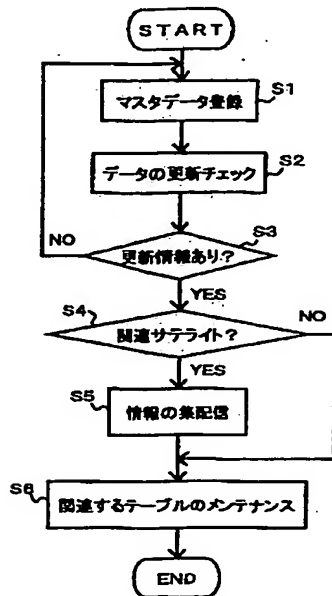 START
S1
マスタデータ登録
S2
データの更新チェック
S3
更新情報あり?
NO
YES
S4
関連サテライト?
NO
YES
S5
情報の集配信
S6
関連するテーブルのメンテナンス
END